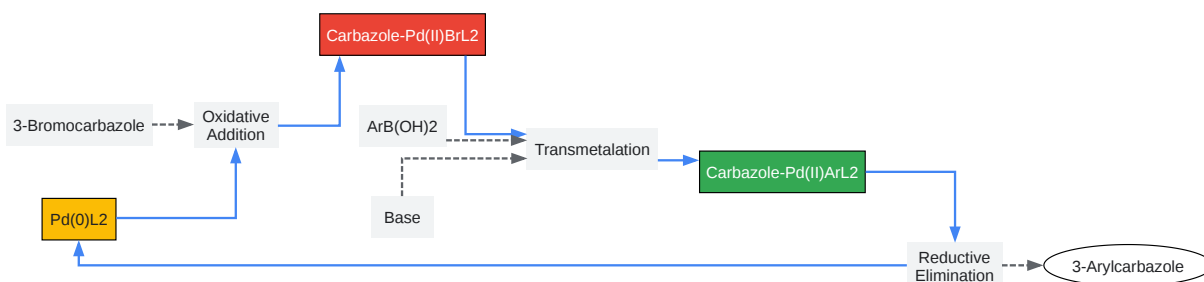 Carbazole-Pd(II)BrL2
3-Bromocarbazole
Oxidative
Addition
ArB(OH)2
Transmetalation
Carbazole-Pd(II)ArL2
Pd(0)L2
Base
Reductive
Elimination
3-Arylcarbazole